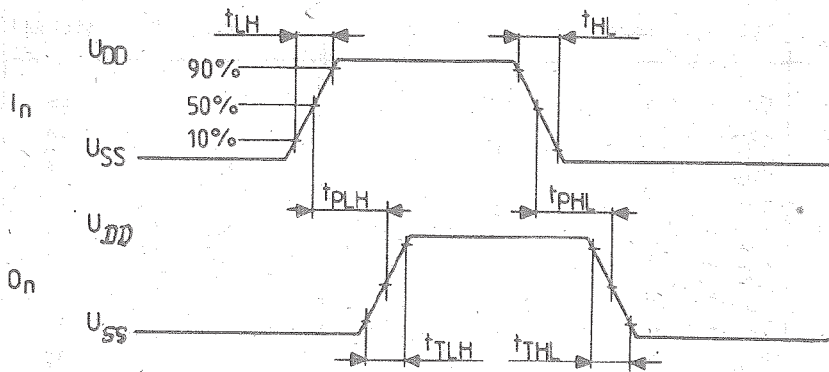 tLH
tHL
UDD
90%
In
50%
10%
USS
tPLH
tPHL
UDD
On
USS
tTLH
tTHL